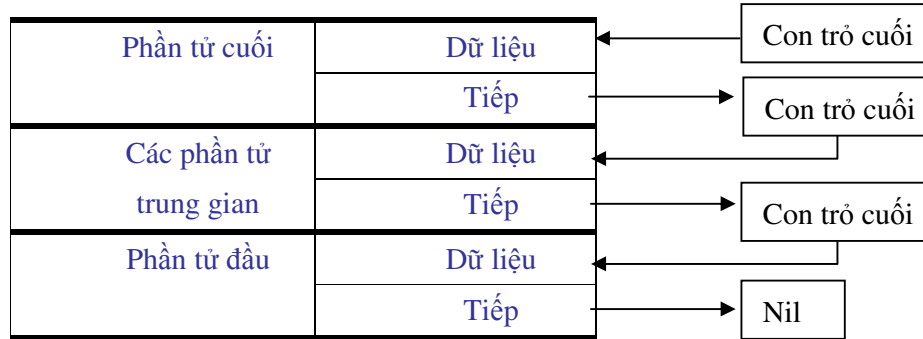 Phần tử cuối Dữ liệu Con trỏ cuối
Tiếp Con trỏ cuối
Các phần tử Dữ liệu
trung gian Tiếp Con trỏ cuối
Phần tử đầu Dữ liệu
Tiếp Nil